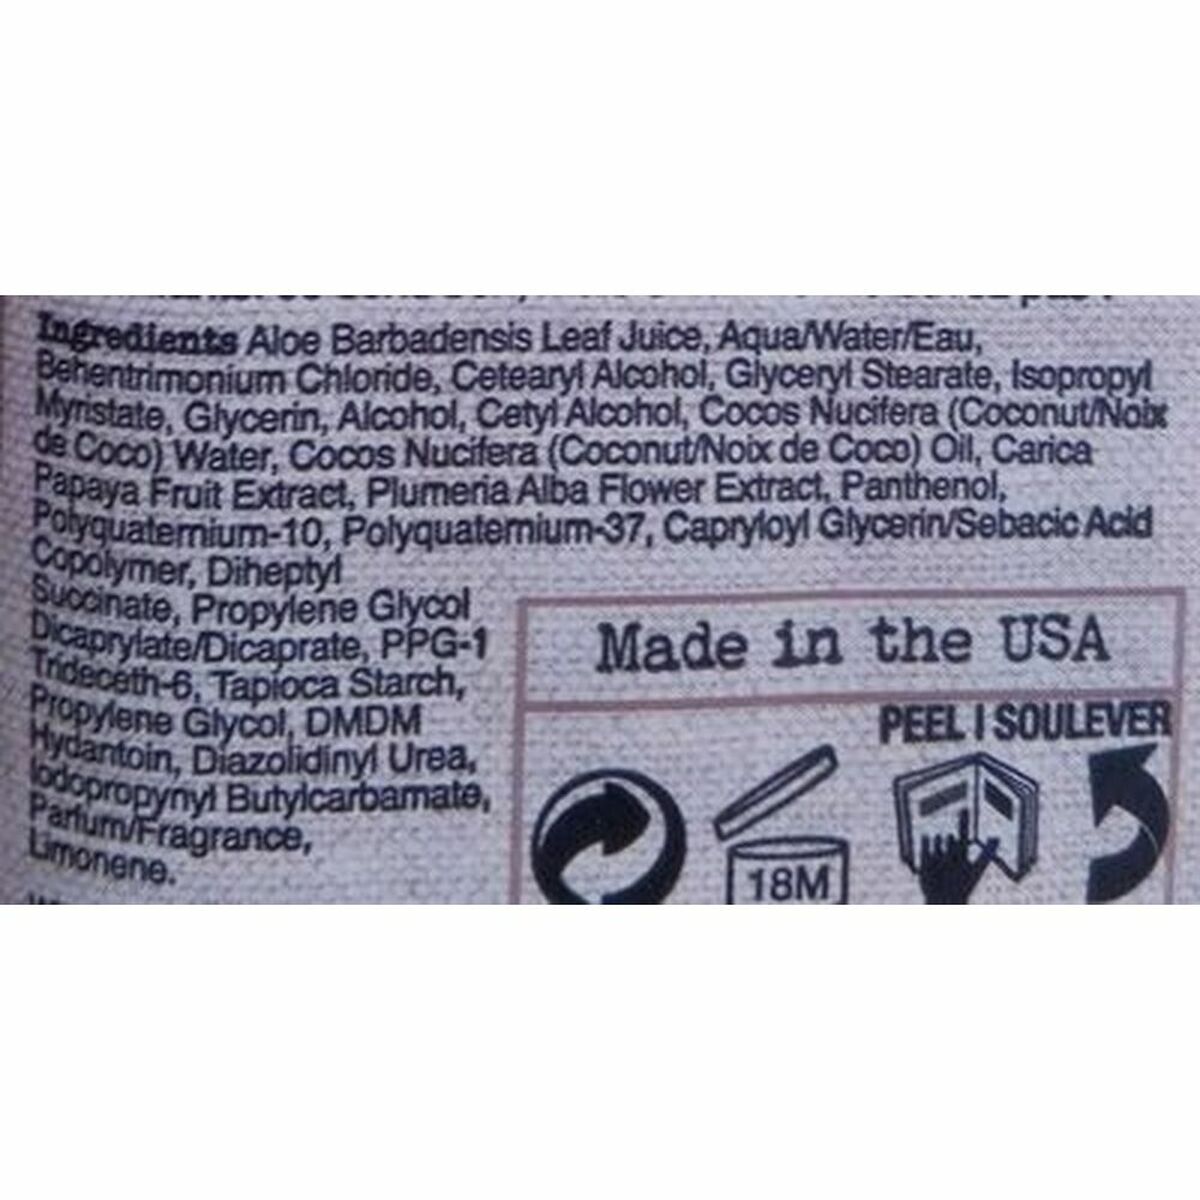 Ingredients Aloe Barbadensis Leaf Juice, Aqua/Water/Eau,
Behentrimonium Chloride, Cetearyl Alcohol, Glyceryl Stearate, Isopropyl
Myristate, Glycerin, Alcohol, Cetyl Alcohol, Cocos Nucifera (Coconut/Noix
de Coco) Water, Cocos Nucifera (Coconut/Noix de Coco) Oil, Carica
Papaya Fruit Extract, Plumeria Alba Flower Extract, Panthenol,
Polyquaternium-10, Polyquaternium-37, Capryloyl Glycerin/Sebacic Acid
Copolymer, Diheptyl
Succinate, Propylene Glycol
Dicaprylate/Dicaprate, PPG-1
Trideceth-6, Tapioca Starch,
Propylene Glycol, DMDM
Hydantoin, Diazolidinyl Urea,
Iodopropynyl Butylcarbamate,
Parfum/Fragrance,
Limonene.
Made in the USA
PEEL | SOULEVER
18M